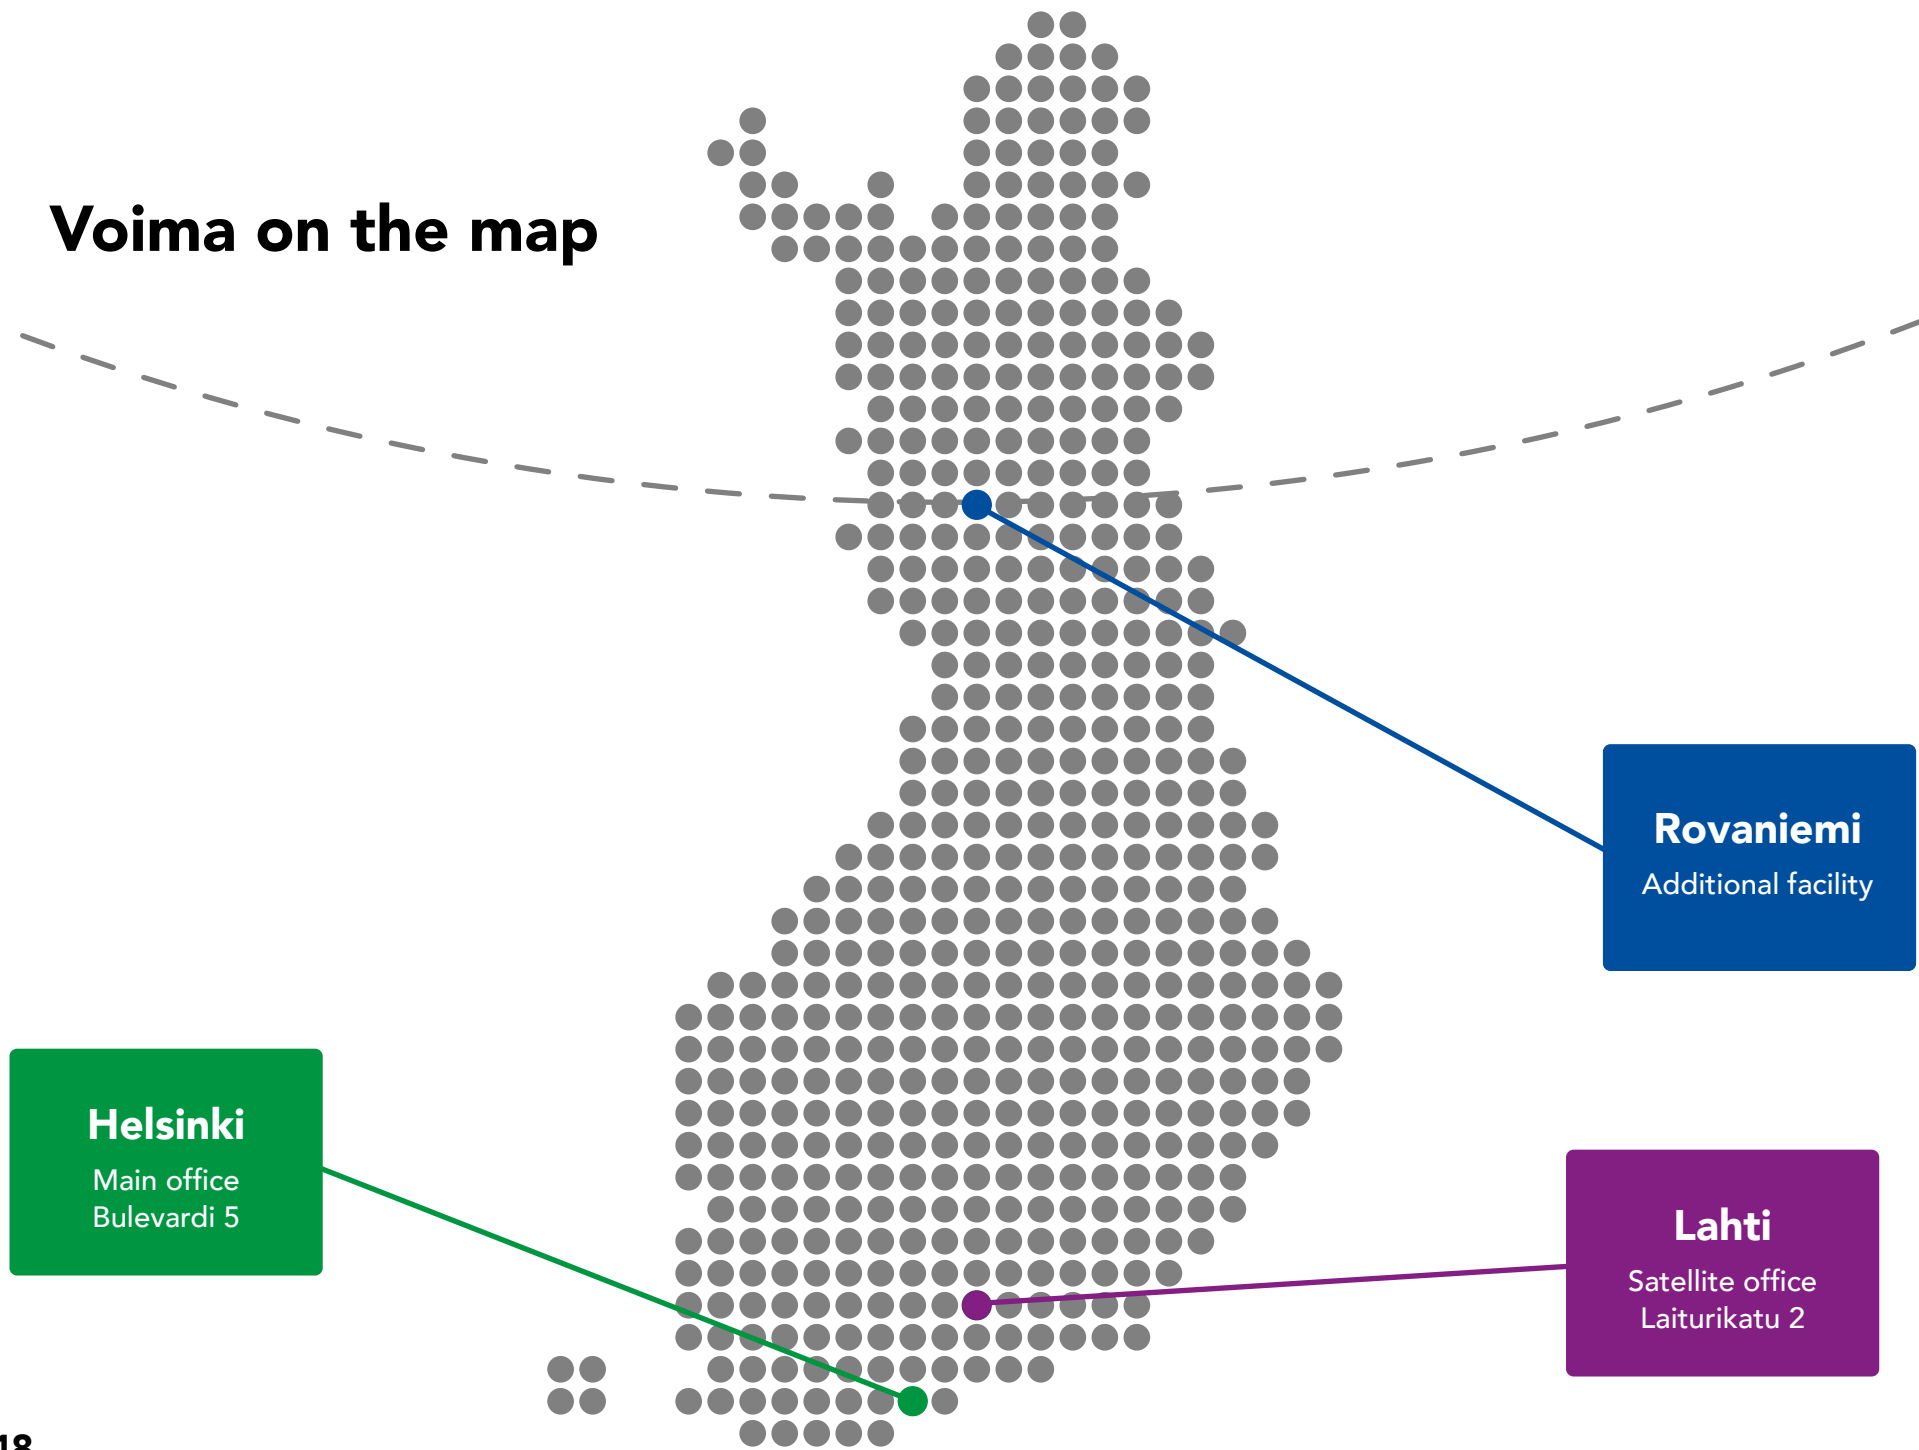 Voima on the map
Rovaniemi
Additional facility
Helsinki
Main office
Bulevardi 5
Lahti
Satellite office
Laiturikatu 2